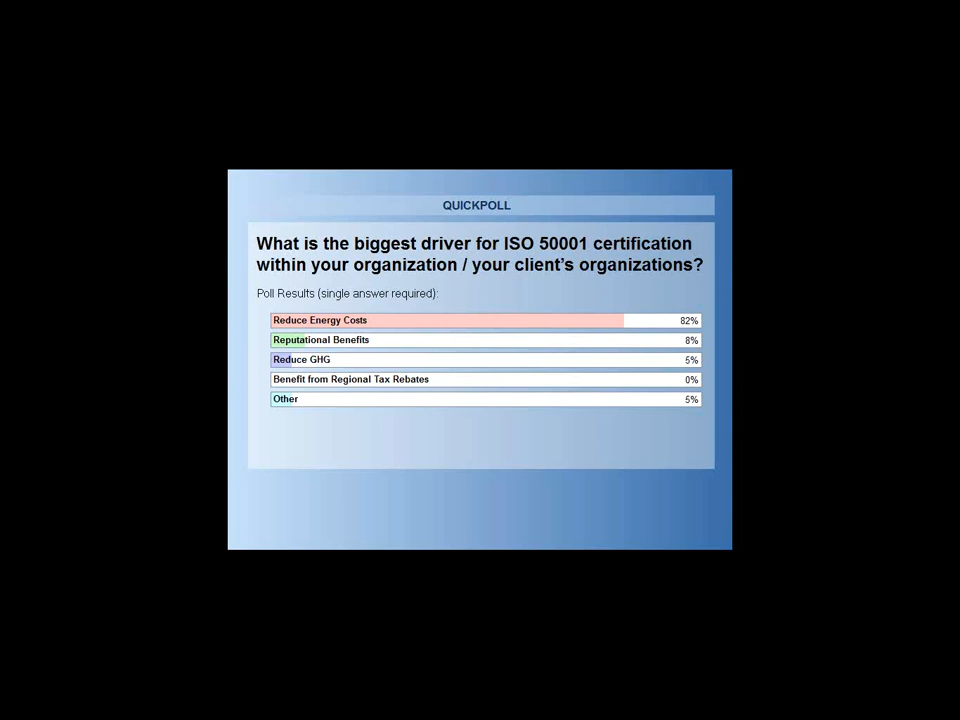 QUICKPOLL
What is the biggest driver for ISO 50001 certification
within your organization / your client's organizations?
Poll Results (single answer required):
Reduce Energy Costs 82%
Reputational Benefits 8%
Reduce GHG 5%
Benefit from Regional Tax Rebates 0%
Other 5%